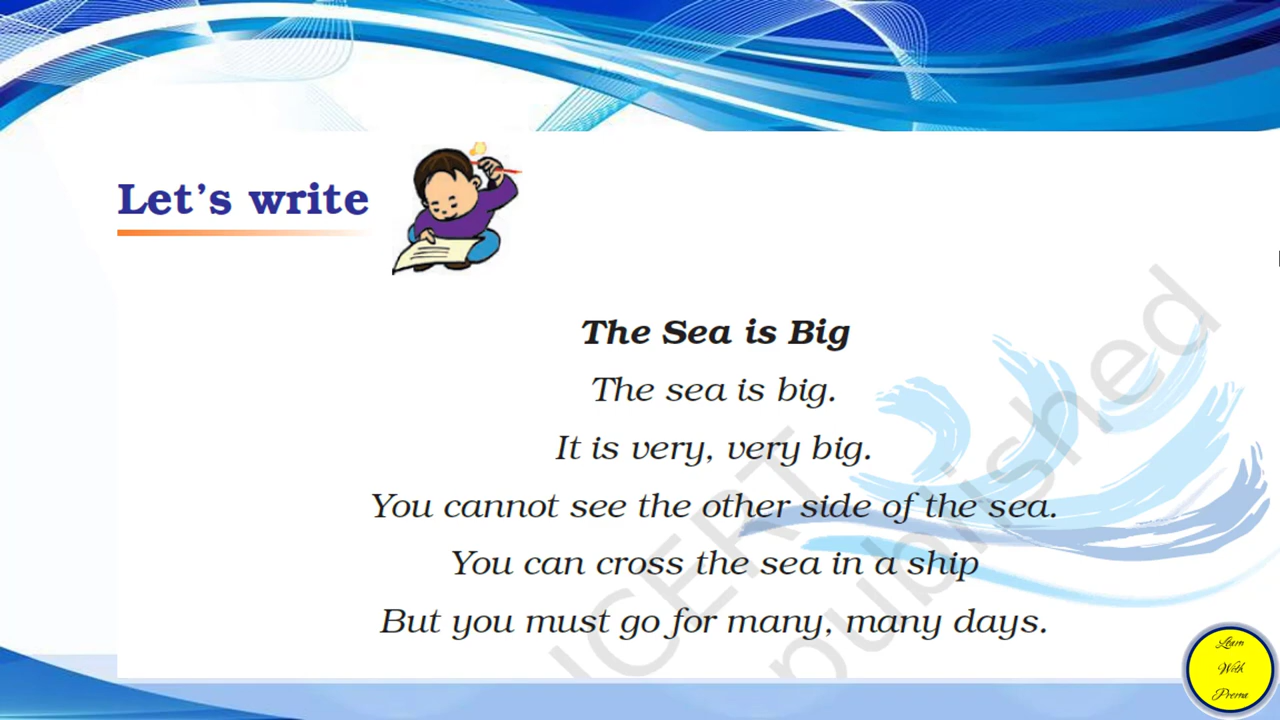 Let's write
The Sea is Big
The sea is big.
It is very, very big.
You cannot see the other side of the sea.
You can cross the sea in a ship
But you must go for many, many days.
NCERT
published
Learn
With
Prema